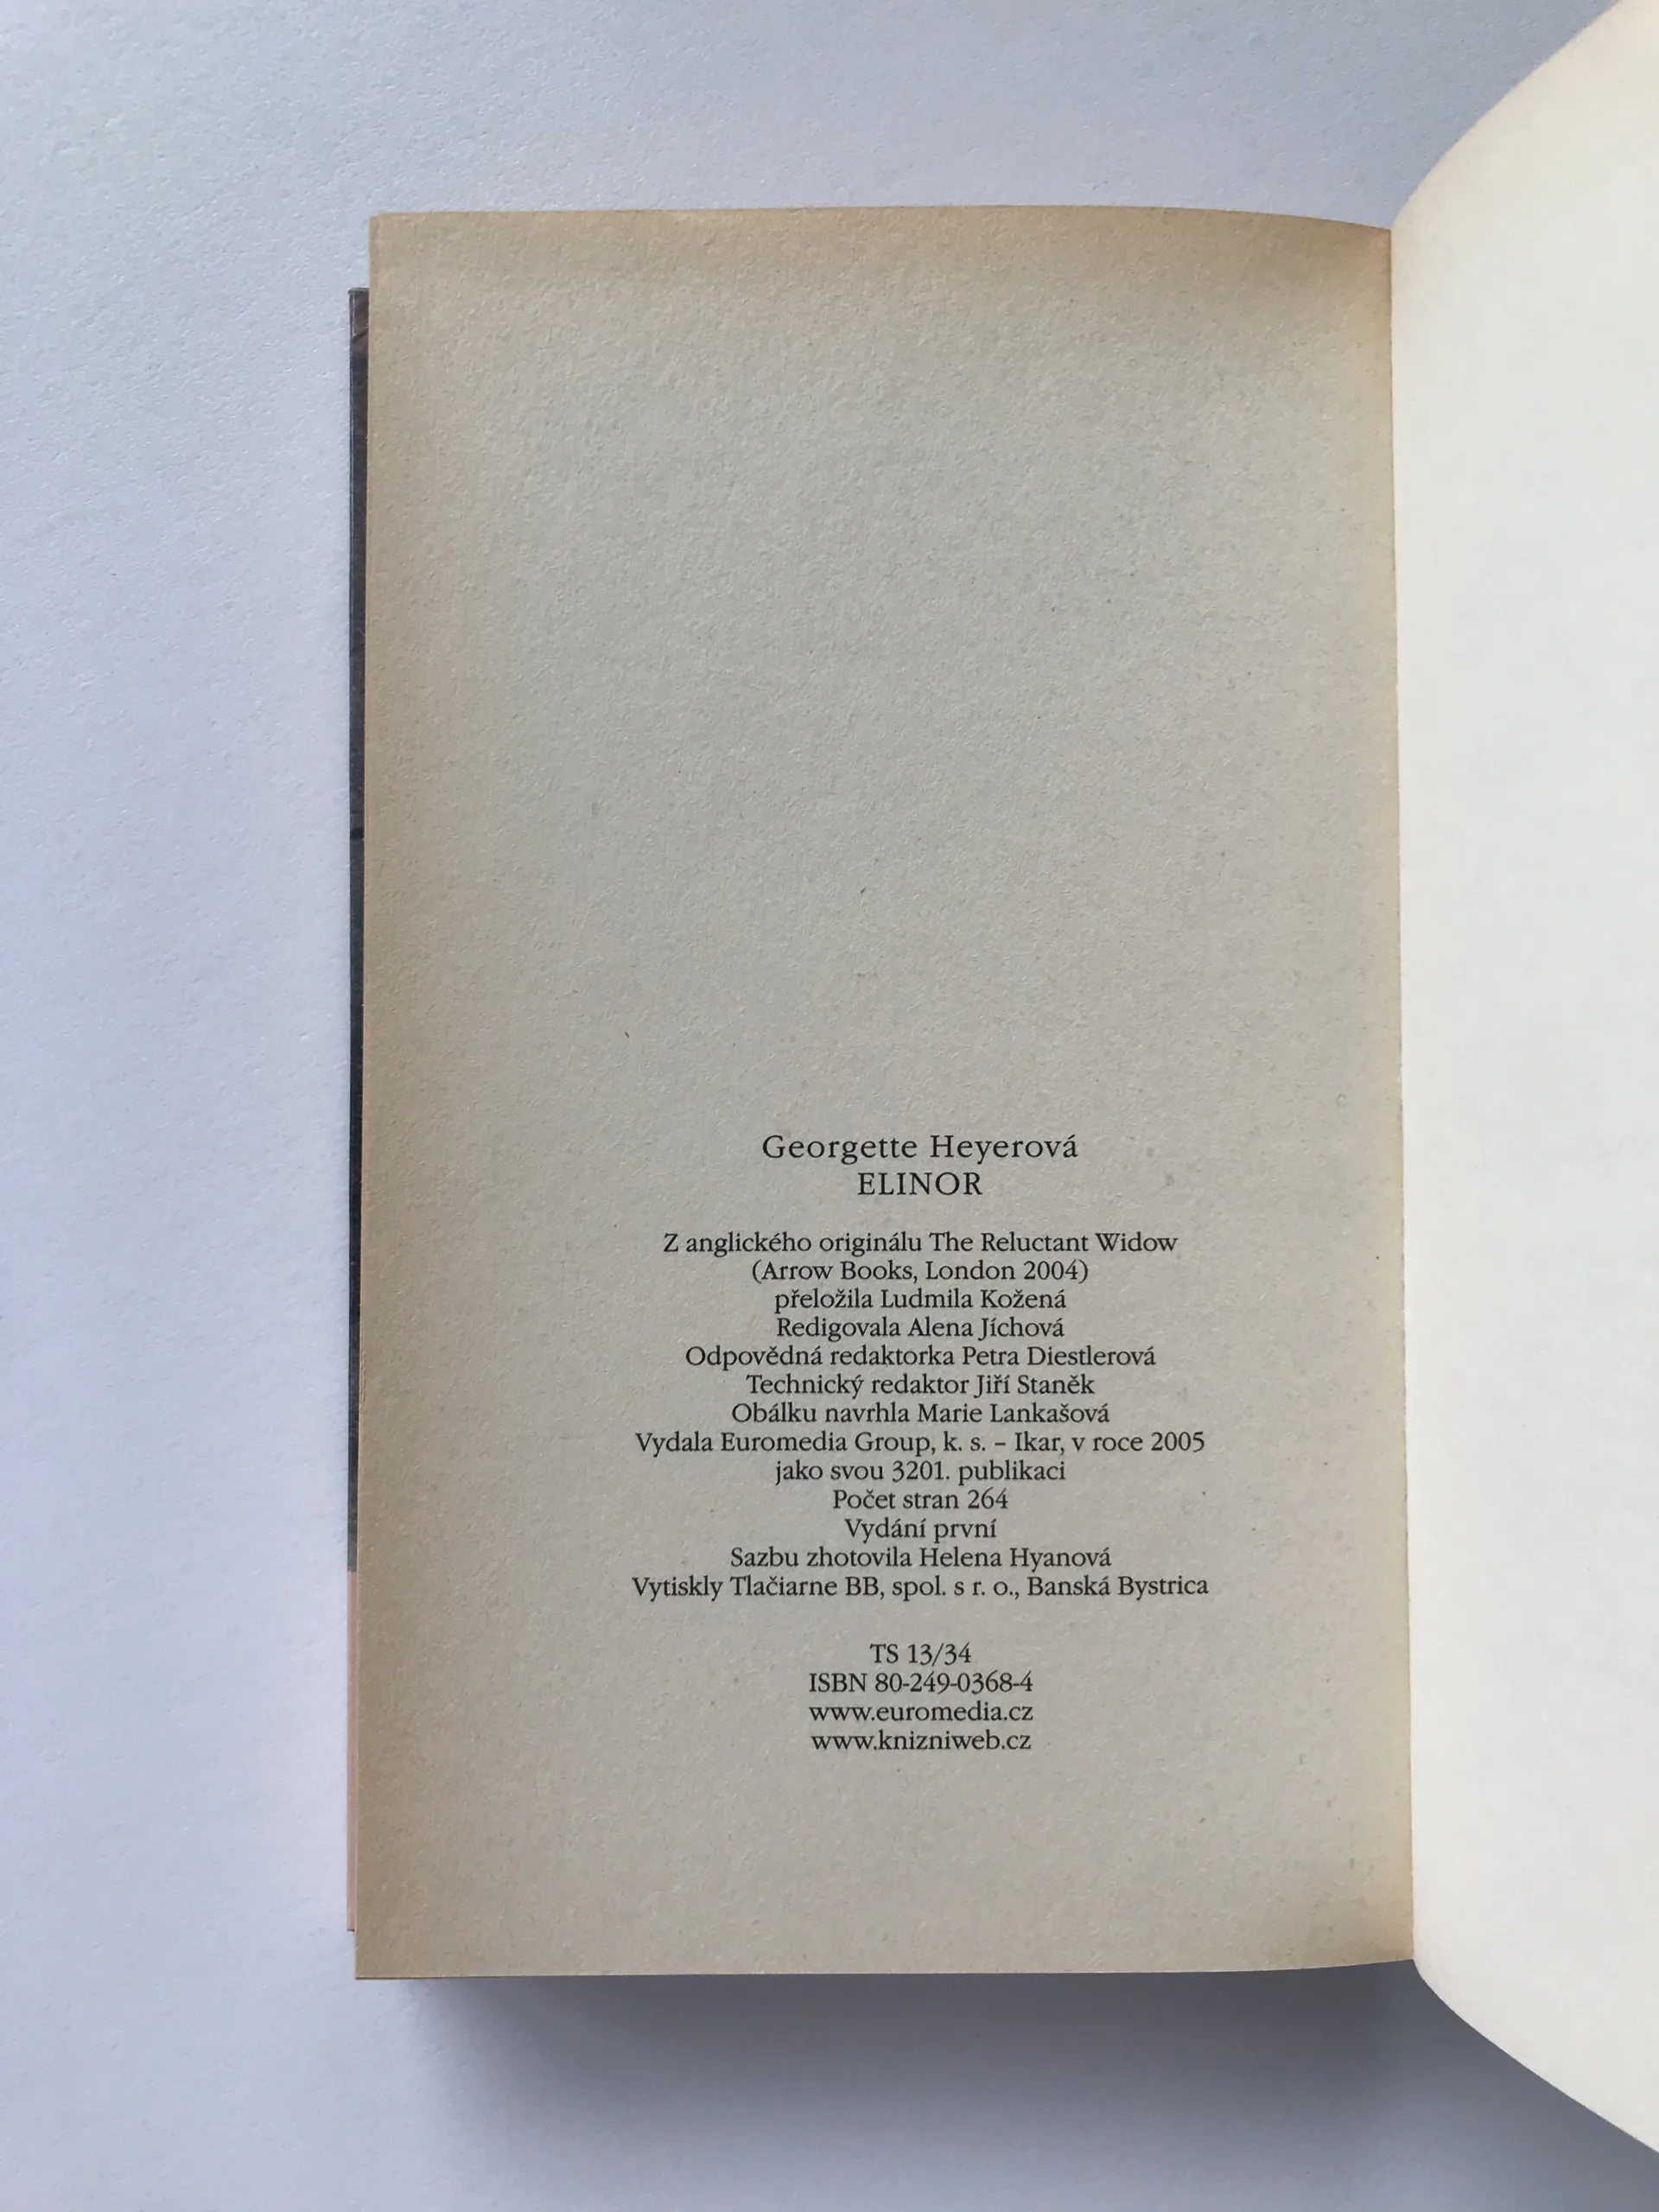 Georgette Heyerová
ELINOR
Z anglického originálu The Reluctant Widow
(Arrow Books, London 2004)
přeložila Ludmila Kožená
Redigovala Alena Jíchová
Odpovědná redaktorka Petra Diestlerová
Technický redaktor Jiří Staněk
Obálku navrhla Marie Lankašová
Vydala Euromedia Group, k. s. – Ikar, v roce 2005
jako svou 3201. publikaci
Počet stran 264
Vydání první
Sazbu zhotovila Helena Hyanová
Vytiskly Tlačiarne BB, spol. s r. o., Banská Bystrica
TS 13/34
ISBN 80-249-0368-4
www.euromedia.cz
www.knizniweb.cz